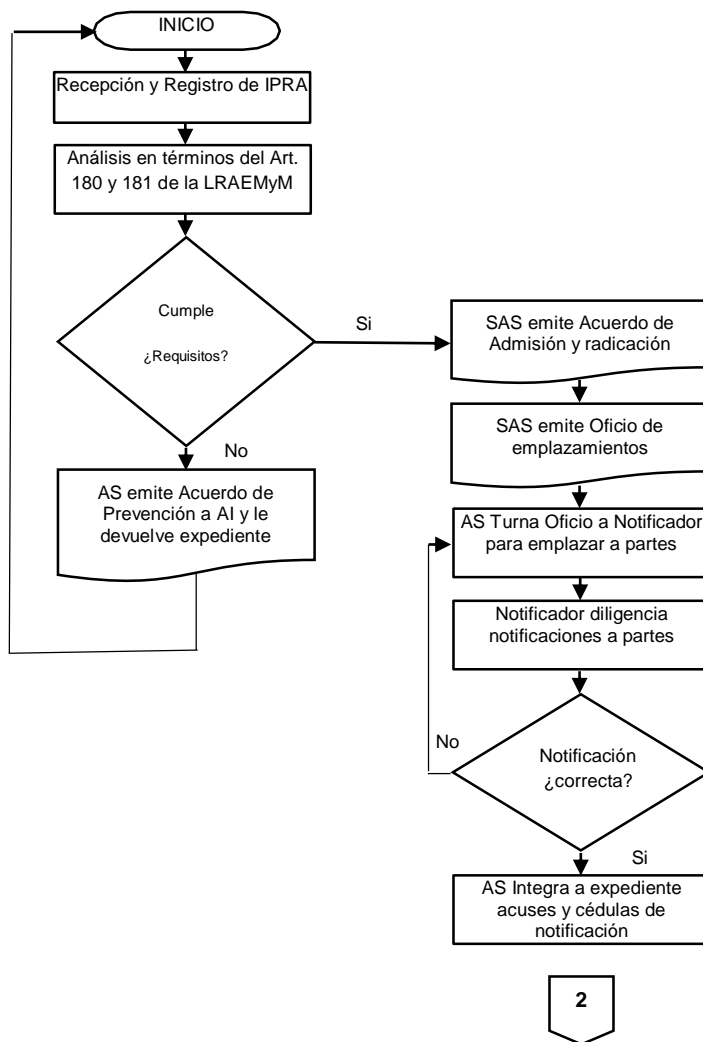 INICIO
Recepción y Registro de IPRA
Análisis en términos del Art.
180 y 181 de la LRAEMyM
Cumple
¿Requisitos?
Si
No
AS emite Acuerdo de
Prevención a AI y le
devuelve expediente
SAS emite Acuerdo de
Admisión y radicación
SAS emite Oficio de
emplazamientos
AS Turna Oficio a Notificador
para emplazar a partes
Notificador diligencia
notificaciones a partes
No
Notificación
¿correcta?
Si
AS Integra a expediente
acuses y cédulas de
notificación
2